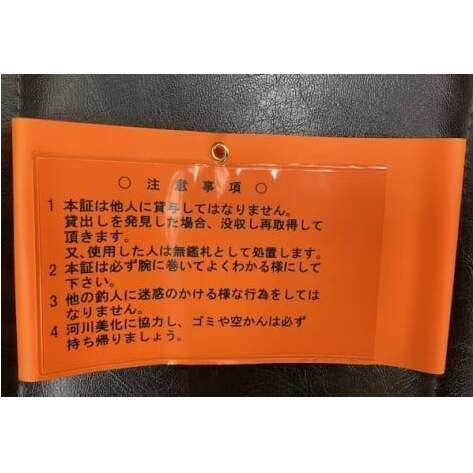 ○ 注意事項 ○
1 本証は他人に貸与してはなりません。
貸出しを発見した場合、没収し再取得して
頂きます。
又、使用した人は無鑑札として処置します。
2 本証は必ず腕に巻いてよくわかる様にして
下さい。
3 他の釣人に迷惑のかける様な行為をしては
なりません。
4 河川美化に協力し、ゴミや空かんは必ず
持ち帰りましょう。